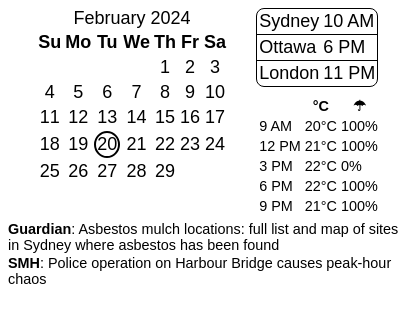 February 2024
Su Mo Tu We Th Fr Sa
1 2 3
4 5 6 7 8 9 10
11 12 13 14 15 16 17
18 19 20 21 22 23 24
25 26 27 28 29
Sydney 10 AM
Ottawa 6 PM
London 11 PM
°C ☂
9 AM 20°C 100%
12 PM 21°C 100%
3 PM 22°C 0%
6 PM 22°C 100%
9 PM 21°C 100%
Guardian: Asbestos mulch locations: full list and map of sites
in Sydney where asbestos has been found
SMH: Police operation on Harbour Bridge causes peak-hour
chaos